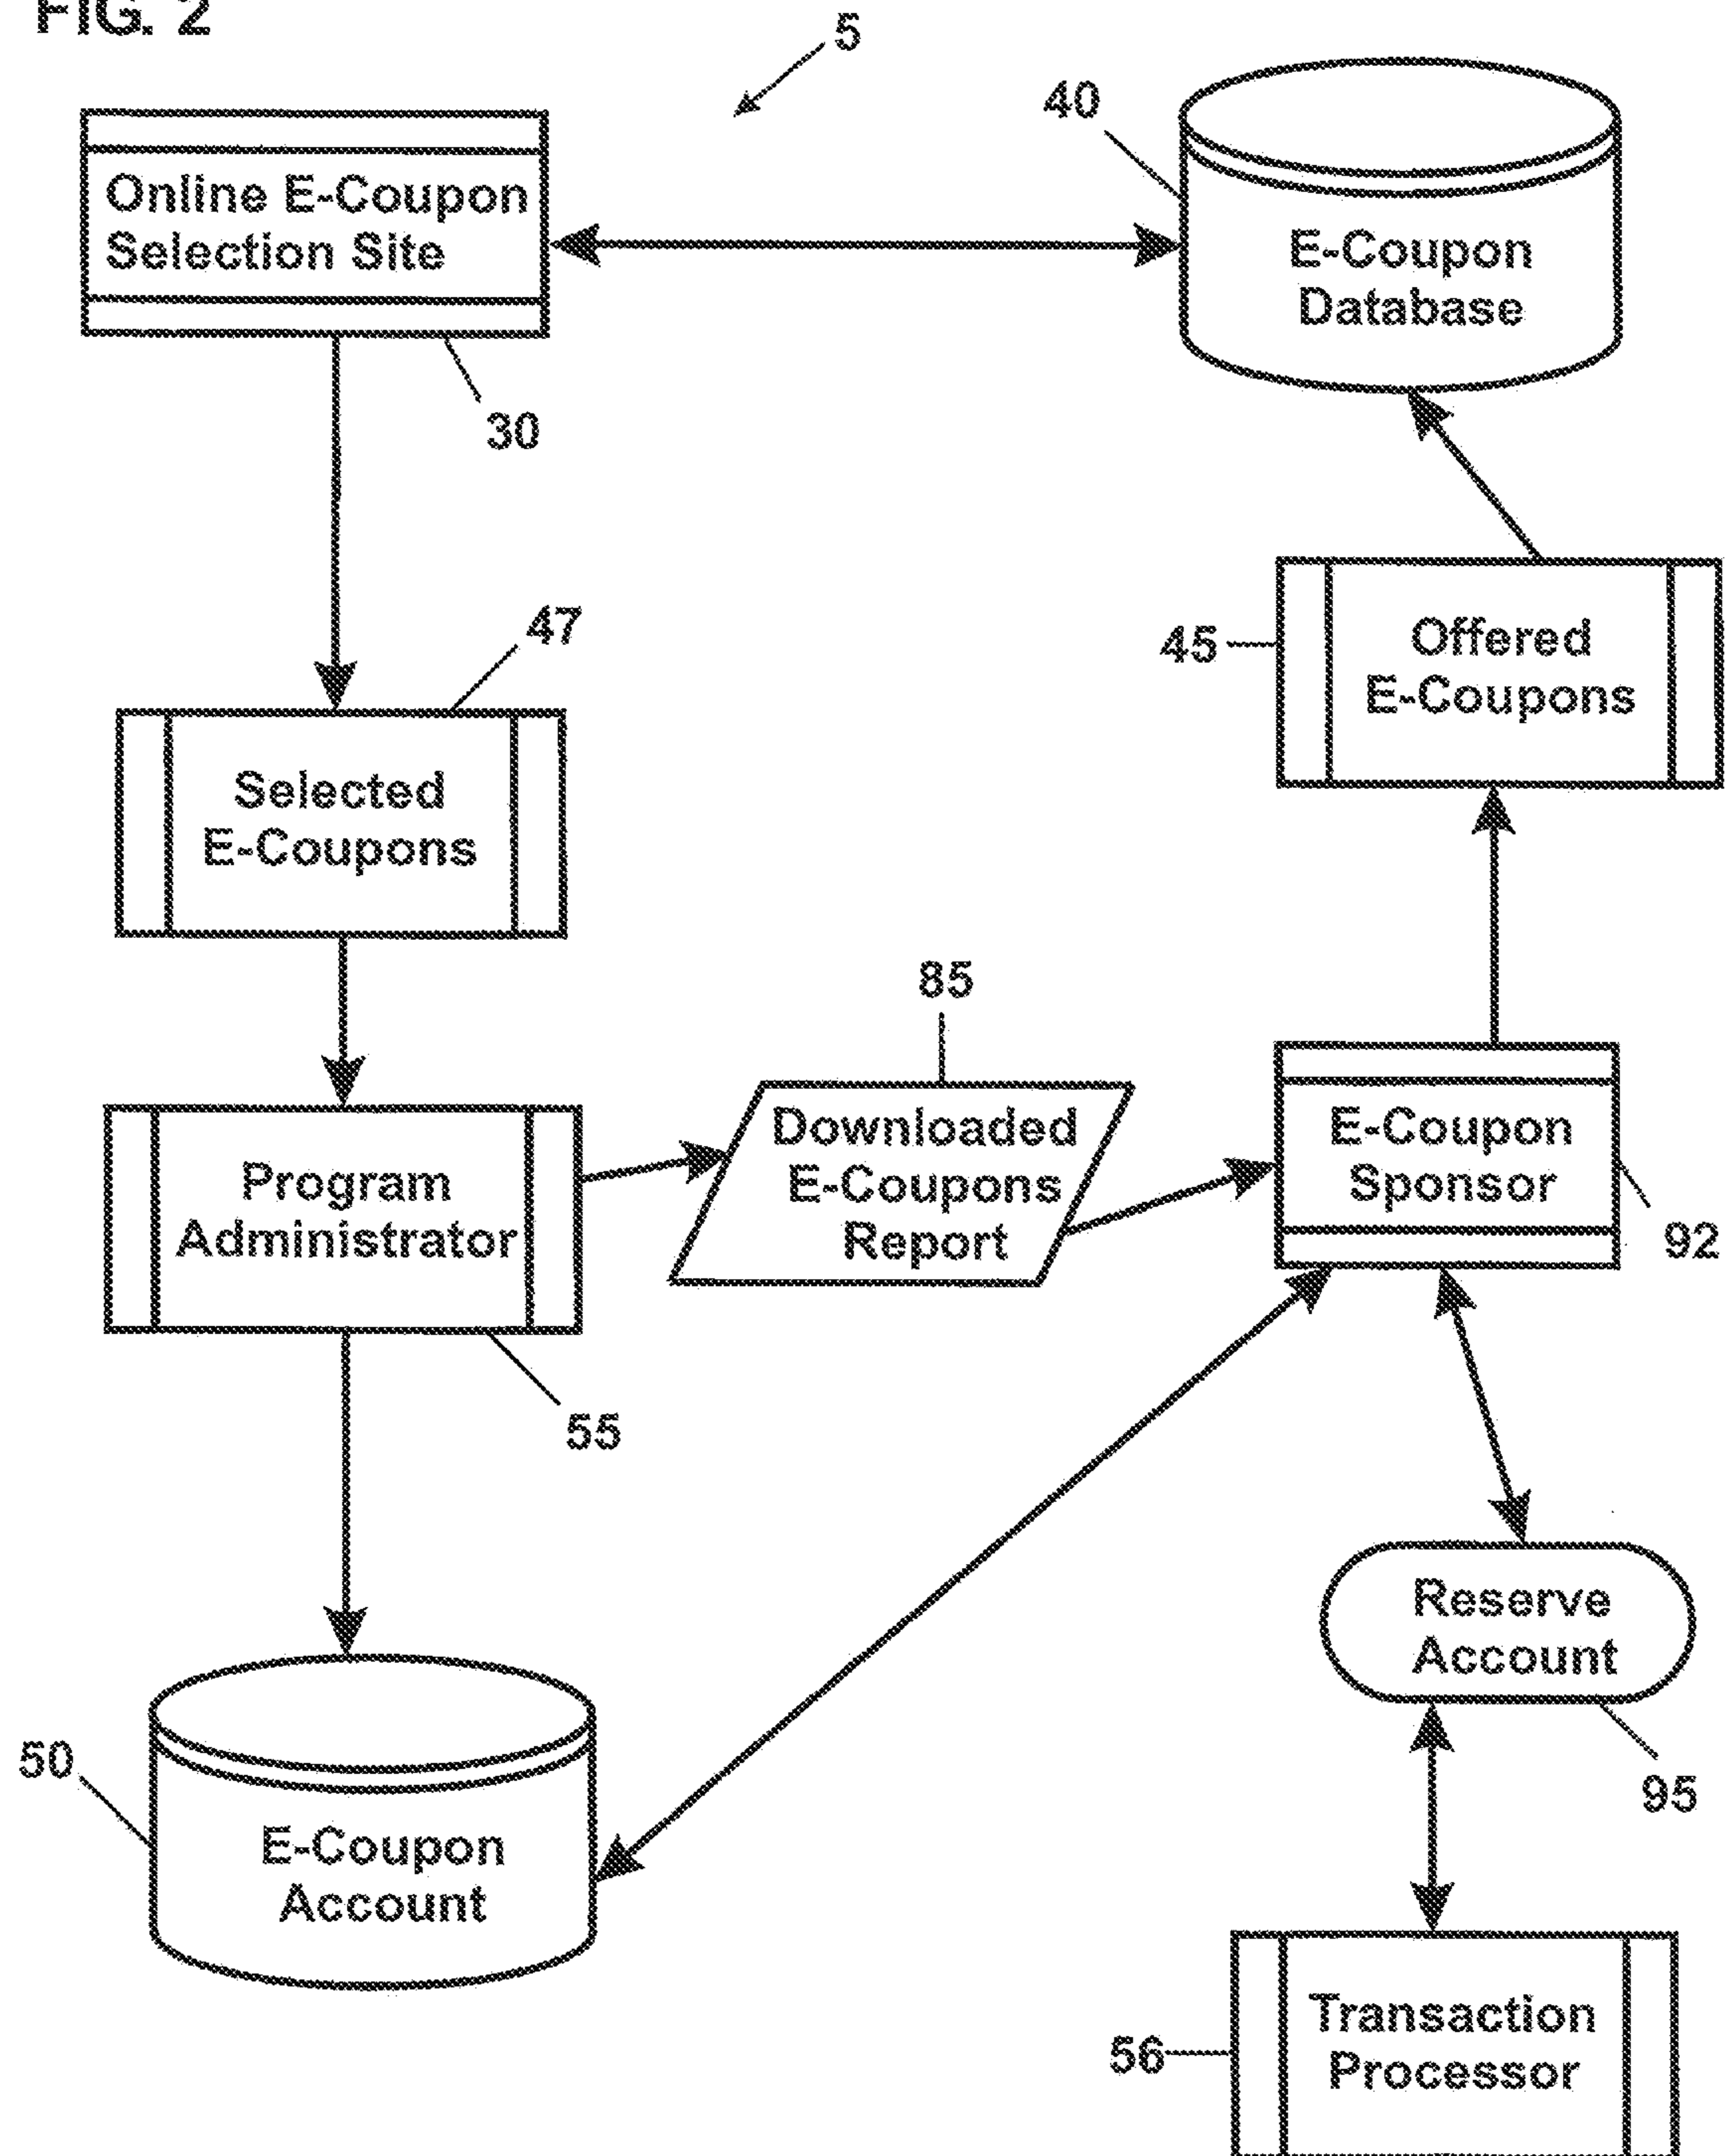 FIG. 2
5
40
Online E-Coupon
Selection Site
E-Coupon
Database
30
47
45
Offered
E-Coupons
Selected
E-Coupons
85
Downloaded
E-Coupons
Report
E-Coupon
Sponsor
92
Program
Administrator
55
Reserve
Account
95
50
E-Coupon
Account
56
Transaction
Processor